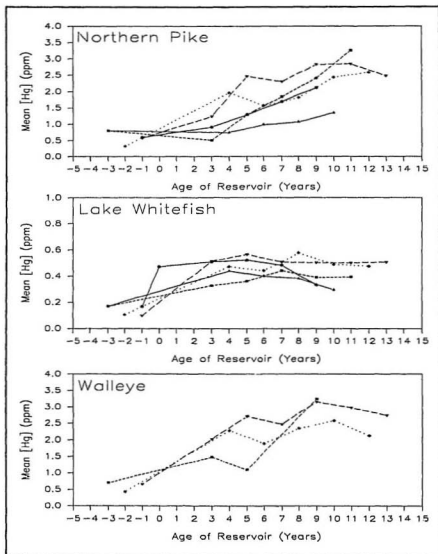 Northern Pike
Mean [Hg] (ppm)
4.0
3.5
3.0
2.5
2.0
1.5
1.0
0.5
0.0
-5 -4 -3 -2 -1 0 1 2 3 4 5 6 7 8 9 10 11 12 13 14 15
Age of Reservoir (Years)
Lake Whitefish
Mean [Hg] (ppm)
1.0
0.8
0.6
0.4
0.2
0.0
-5 -4 -3 -2 -1 0 1 2 3 4 5 6 7 8 9 10 11 12 13 14 15
Age of Reservoir (Years)
Walleye
Mean [Hg] (ppm)
4.0
3.5
3.0
2.5
2.0
1.5
1.0
0.5
0.0
-5 -4 -3 -2 -1 0 1 2 3 4 5 6 7 8 9 10 11 12 13 14 15
Age of Reservoir (Years)